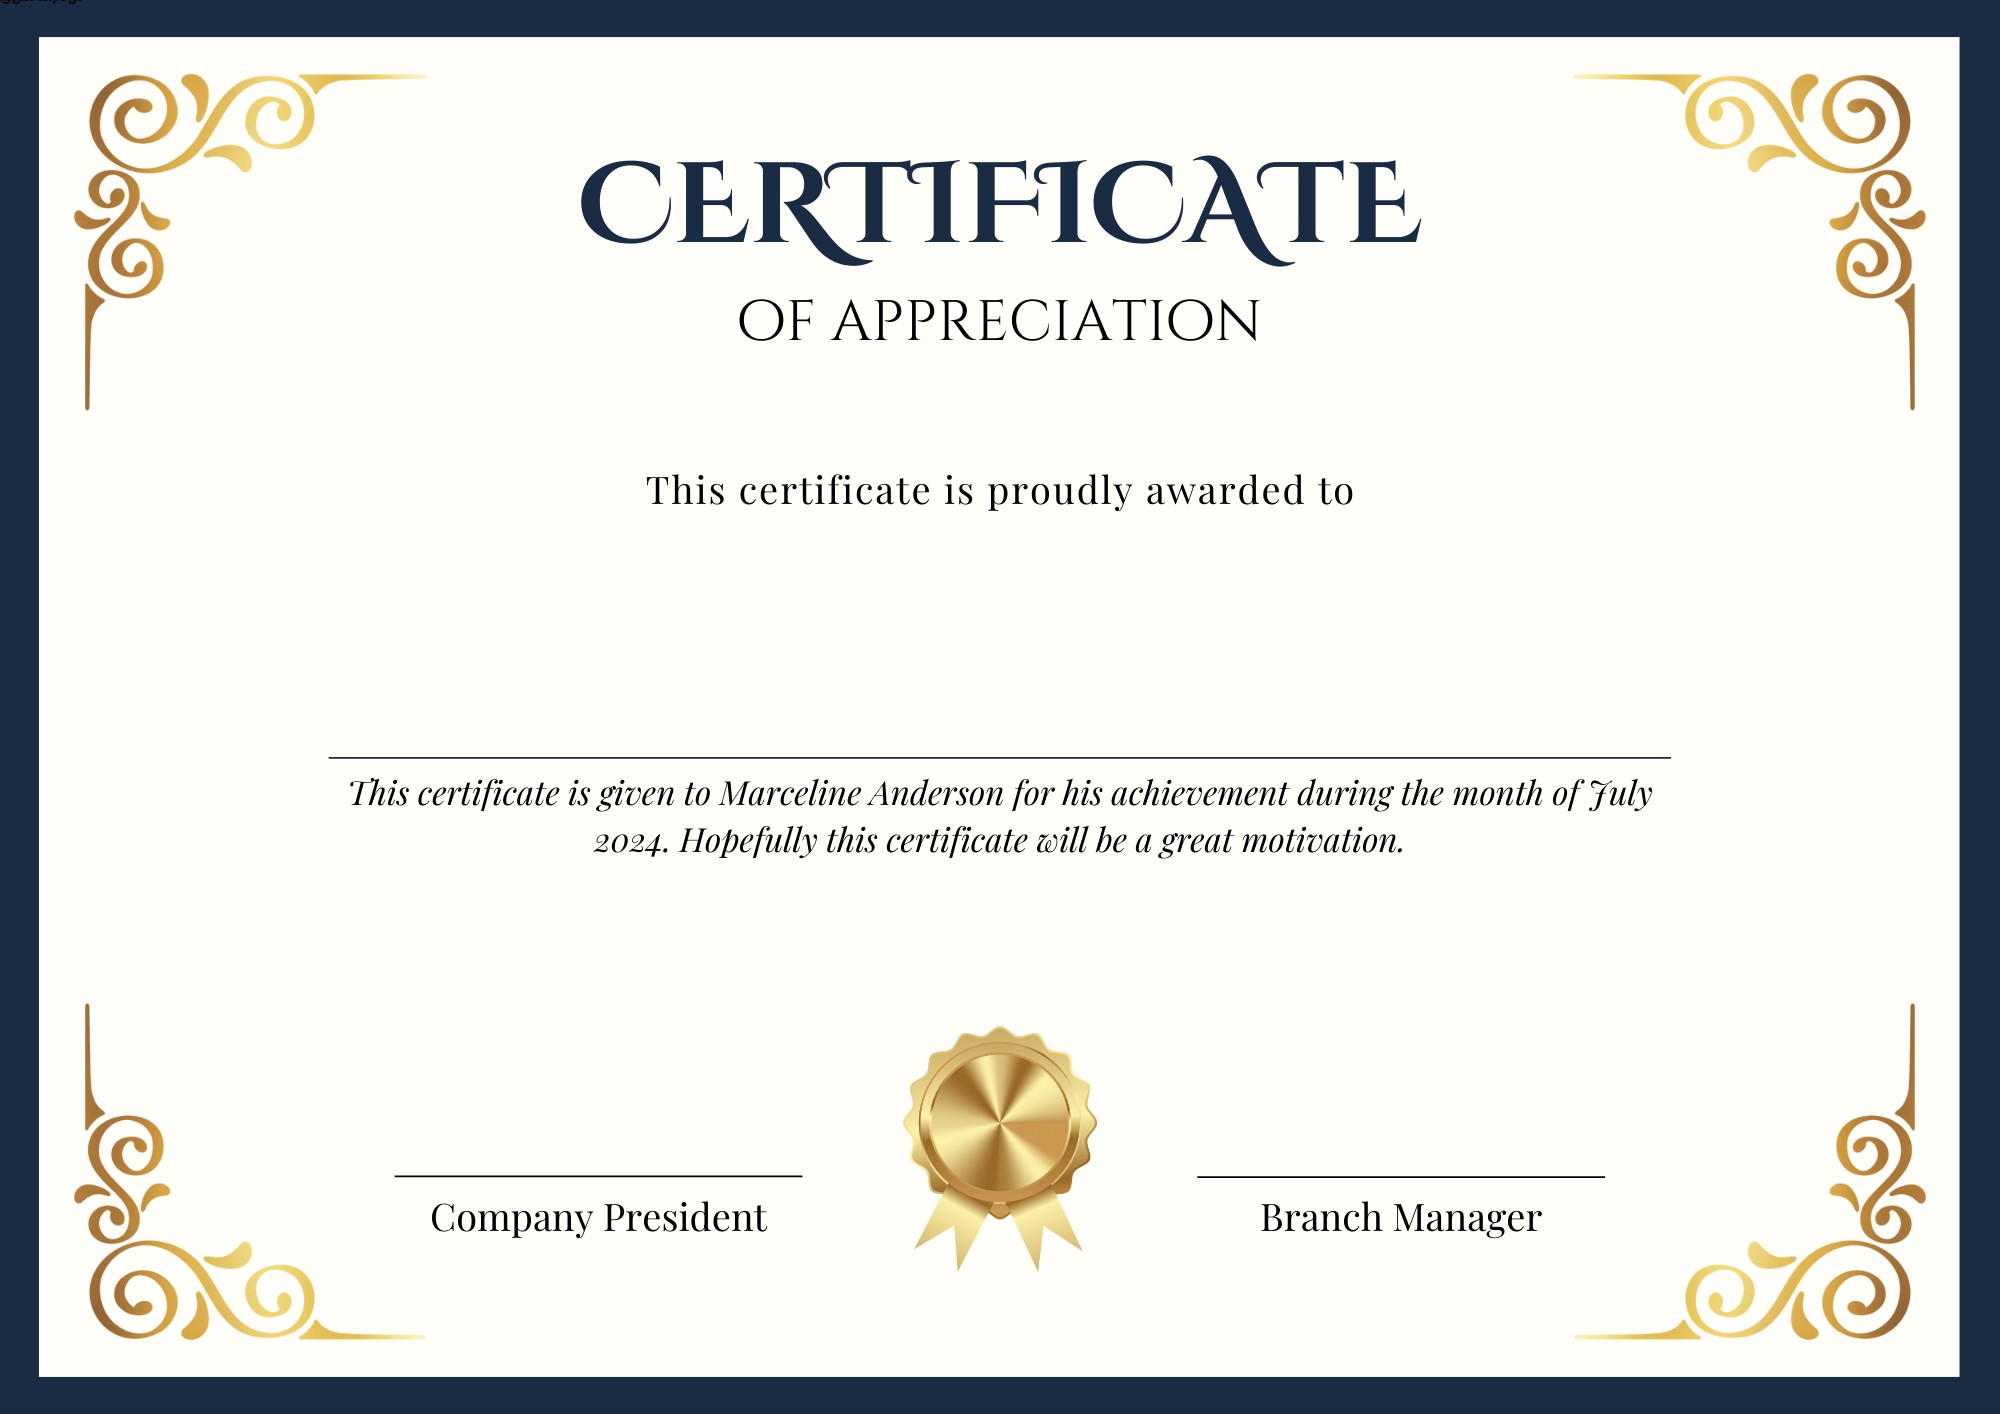 CERTIFICATE
OF APPRECIATION
This certificate is proudly awarded to
This certificate is given to Marceline Anderson for his achievement during the month of July
2024. Hopefully this certificate will be a great motivation.
Company President
Branch Manager